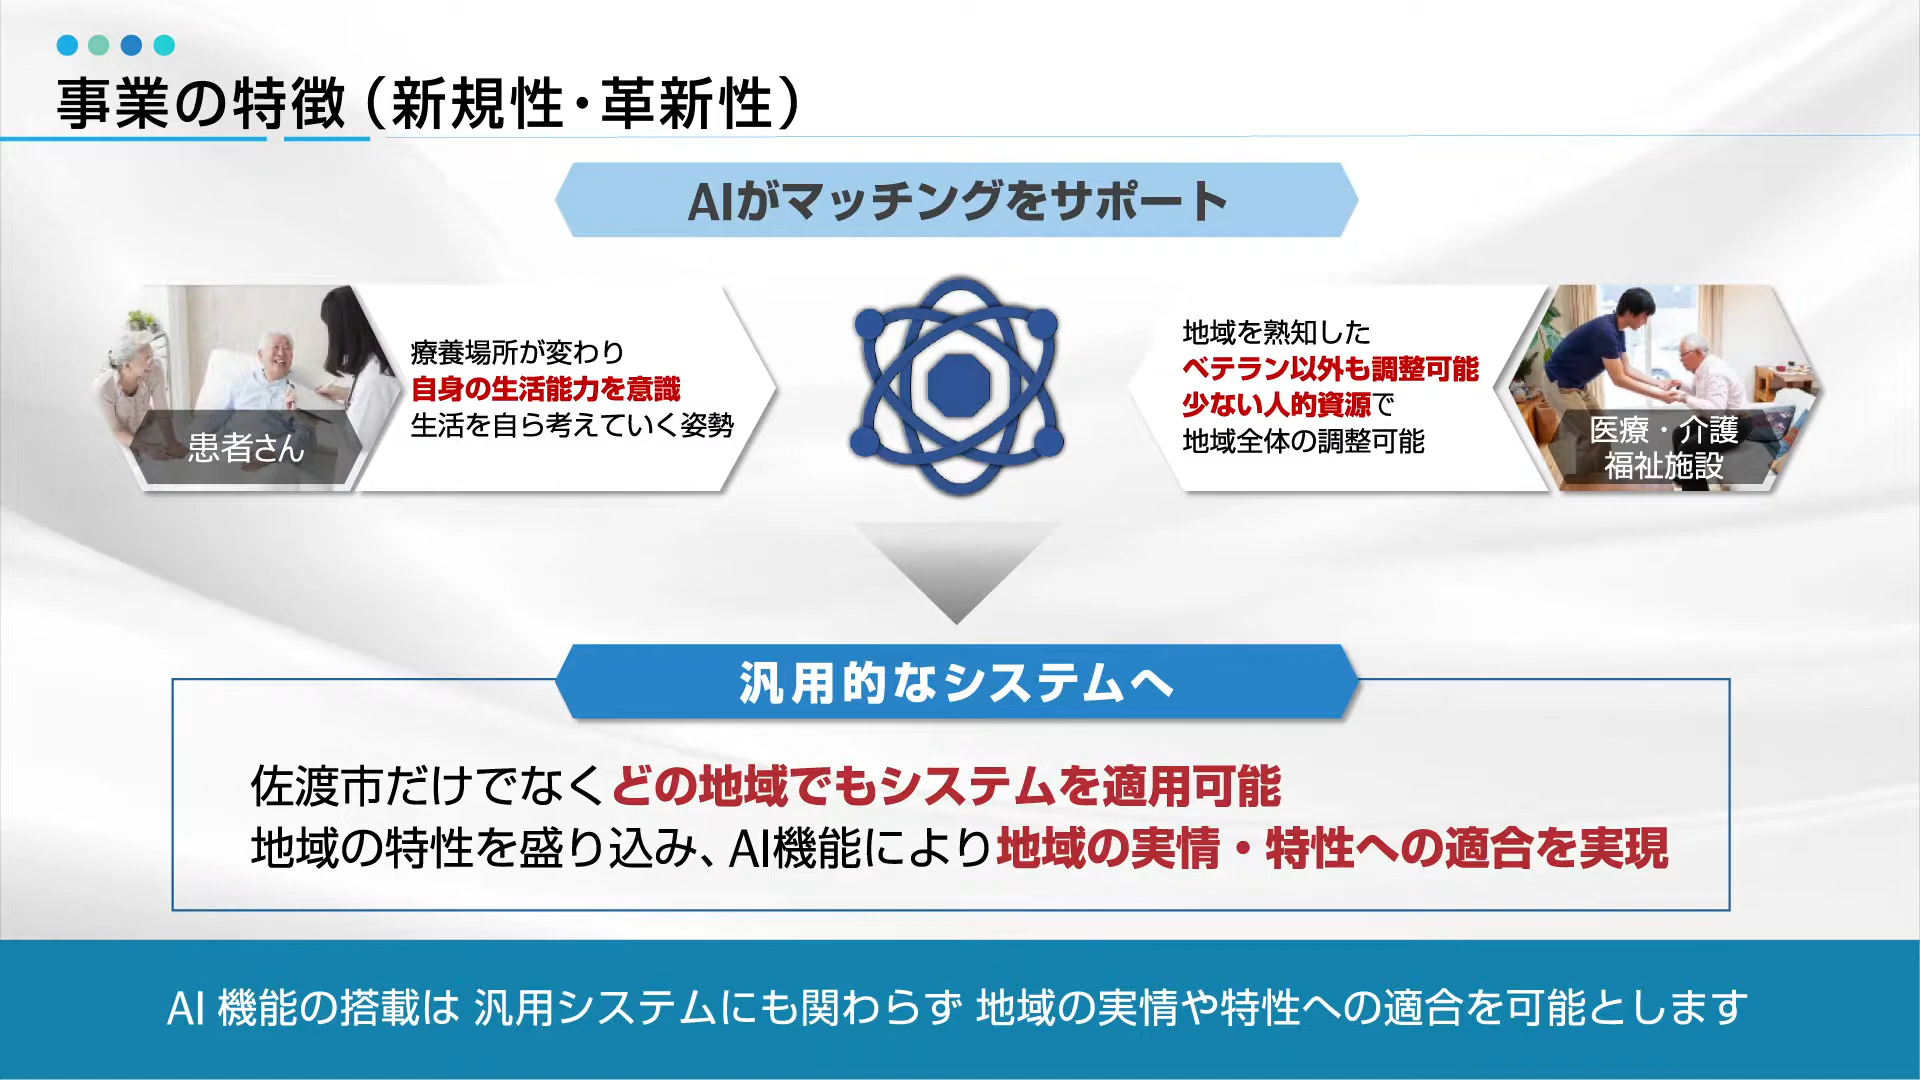 事業の特徴（新規性・革新性）
AIがマッチングをサポート
患者さん
療養場所が変わり
自身の生活能力を意識
生活を自ら考えていく姿勢
地域を熟知した
ベテラン以外も調整可能
少ない人的資源で
地域全体の調整可能
医療・介護
福祉施設
汎用的なシステムへ
佐渡市だけでなくどの地域でもシステムを適用可能
地域の特性を盛り込み、AI機能により地域の実情・特性への適合を実現
AI 機能の搭載は 汎用システムにも関わらず 地域の実情や特性への適合を可能とします